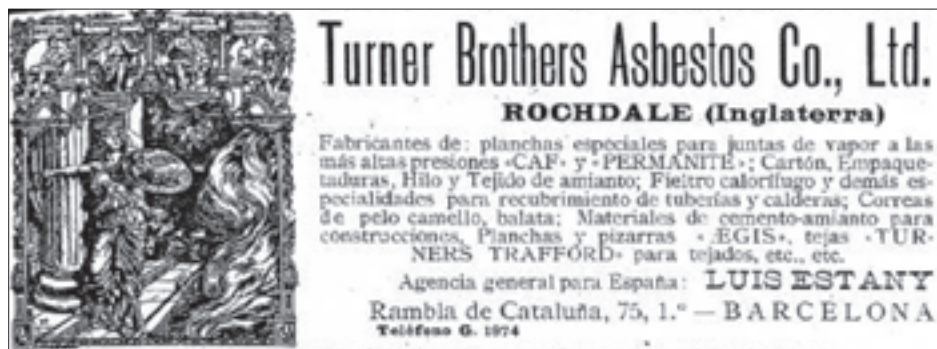 Turner Brothers Asbestos Co., Ltd.
ROCHDALE (Inglaterra)
Fabricantes de: planchas especiales para juntas de vapor a las
más altas presiones «CAF» y «PERMANITE»; Cartón, Empaque-
taduras, Hilo y Tejido de amianto; Fieltro calorífugo y demás es-
pecialidades para recubrimiento de tuberías y calderas; Correas
de pelo camello, balata; Materiales de cemento-amianto para
construcciones, Planchas y pizarras «ÆGIS», tejas «TUR-
NERS TRAFFORD» para tejados, etc., etc.
Agencia general para España: LUIS ESTANY
Rambla de Cataluña, 75, 1.º — BARCELONA
Teléfono G. 1974